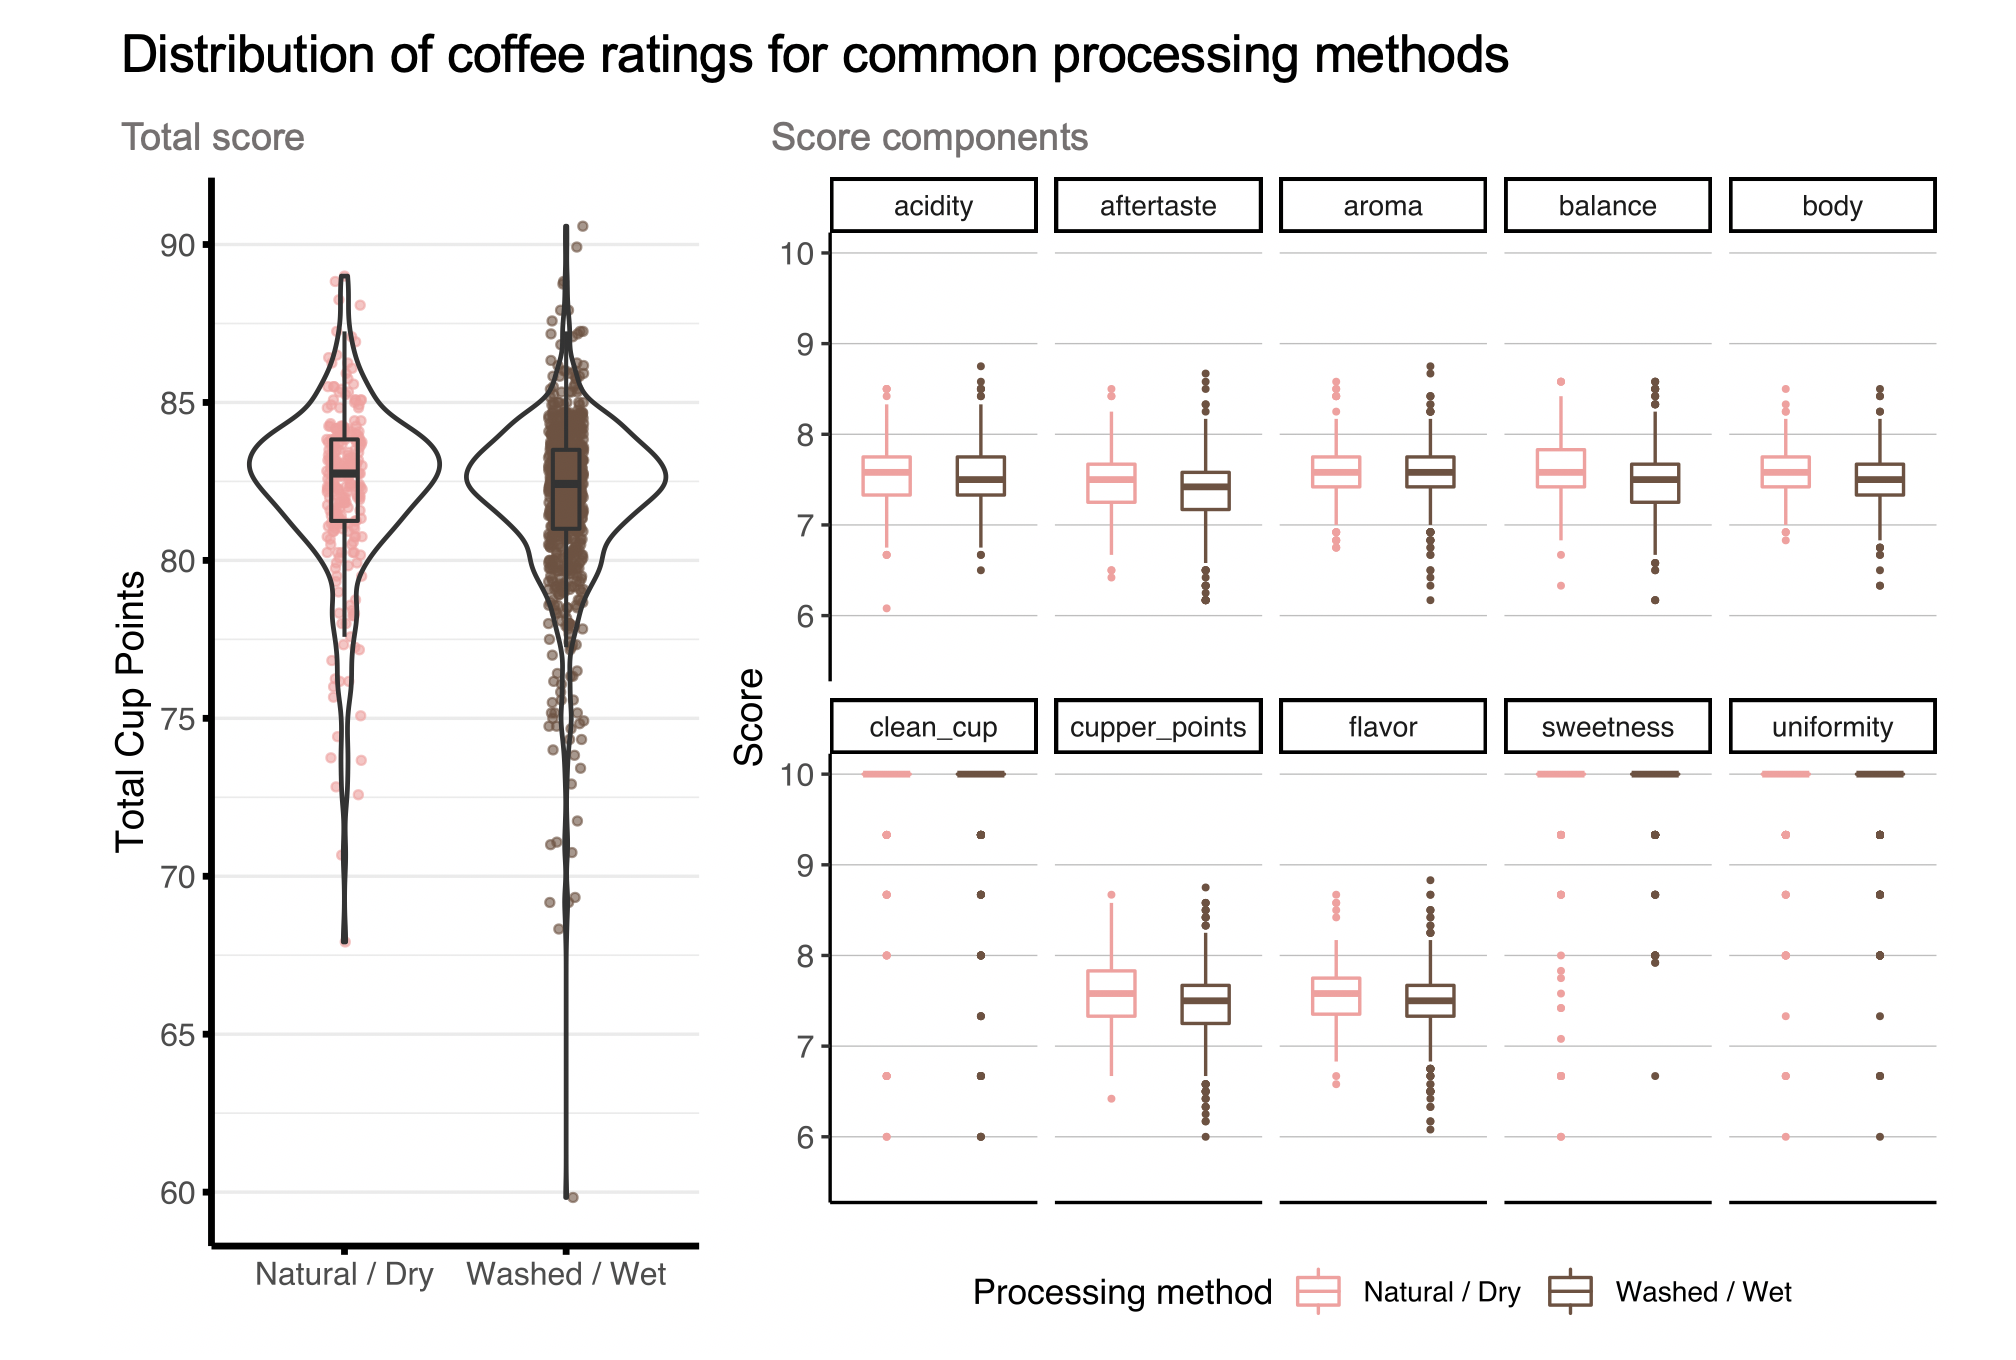 Distribution of coffee ratings for common processing methods
Total score
Total Cup Points
90
85
80
75
70
65
60
Natural / Dry
Washed / Wet
Score components
Score
acidity
aftertaste
aroma
balance
body
10
9
8
7
6
clean_cup
cupper_points
flavor
sweetness
uniformity
10
9
8
7
6
Processing method
Natural / Dry
Washed / Wet